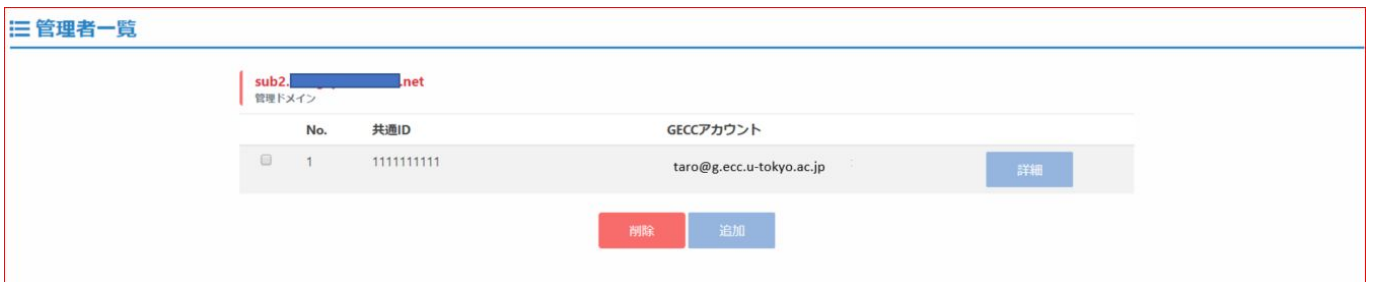 管理者一覧
sub2. .net
管理ドメイン
No. 共通ID GECCアカウント
1 1111111111 taro@g.ecc.u-tokyo.ac.jp 詳細
削除 追加